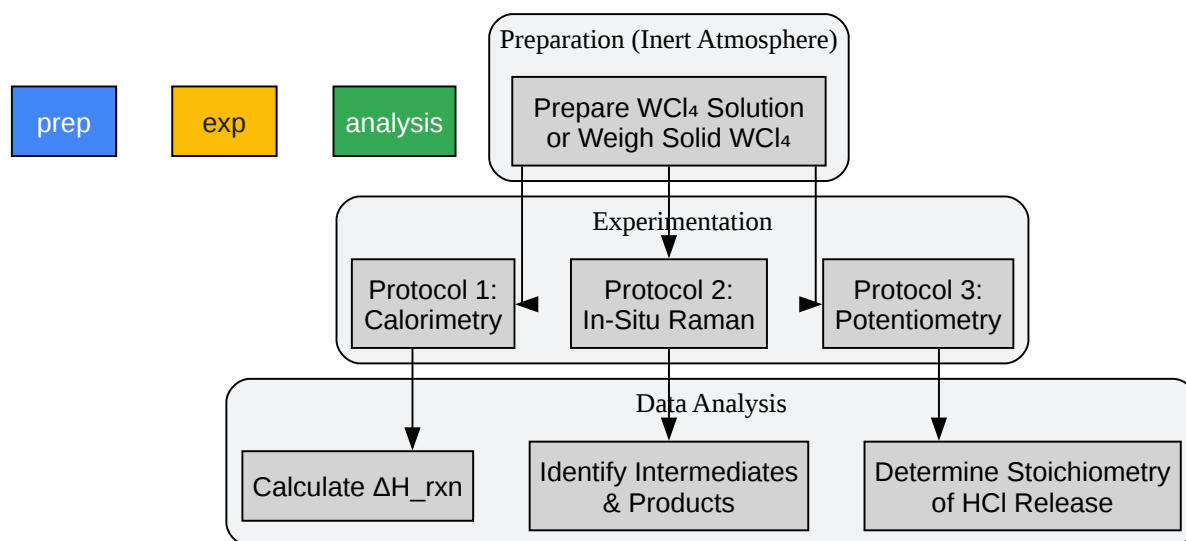 Preparation (Inert Atmosphere)
prep
exp
analysis
Prepare WCl₄ Solution
or Weigh Solid WCl₄
Experimentation
Protocol 1:
Calorimetry
Protocol 2:
In-Situ Raman
Protocol 3:
Potentiometry
Data Analysis
Calculate ΔH_rxn
Identify Intermediates
& Products
Determine Stoichiometry
of HCl Release